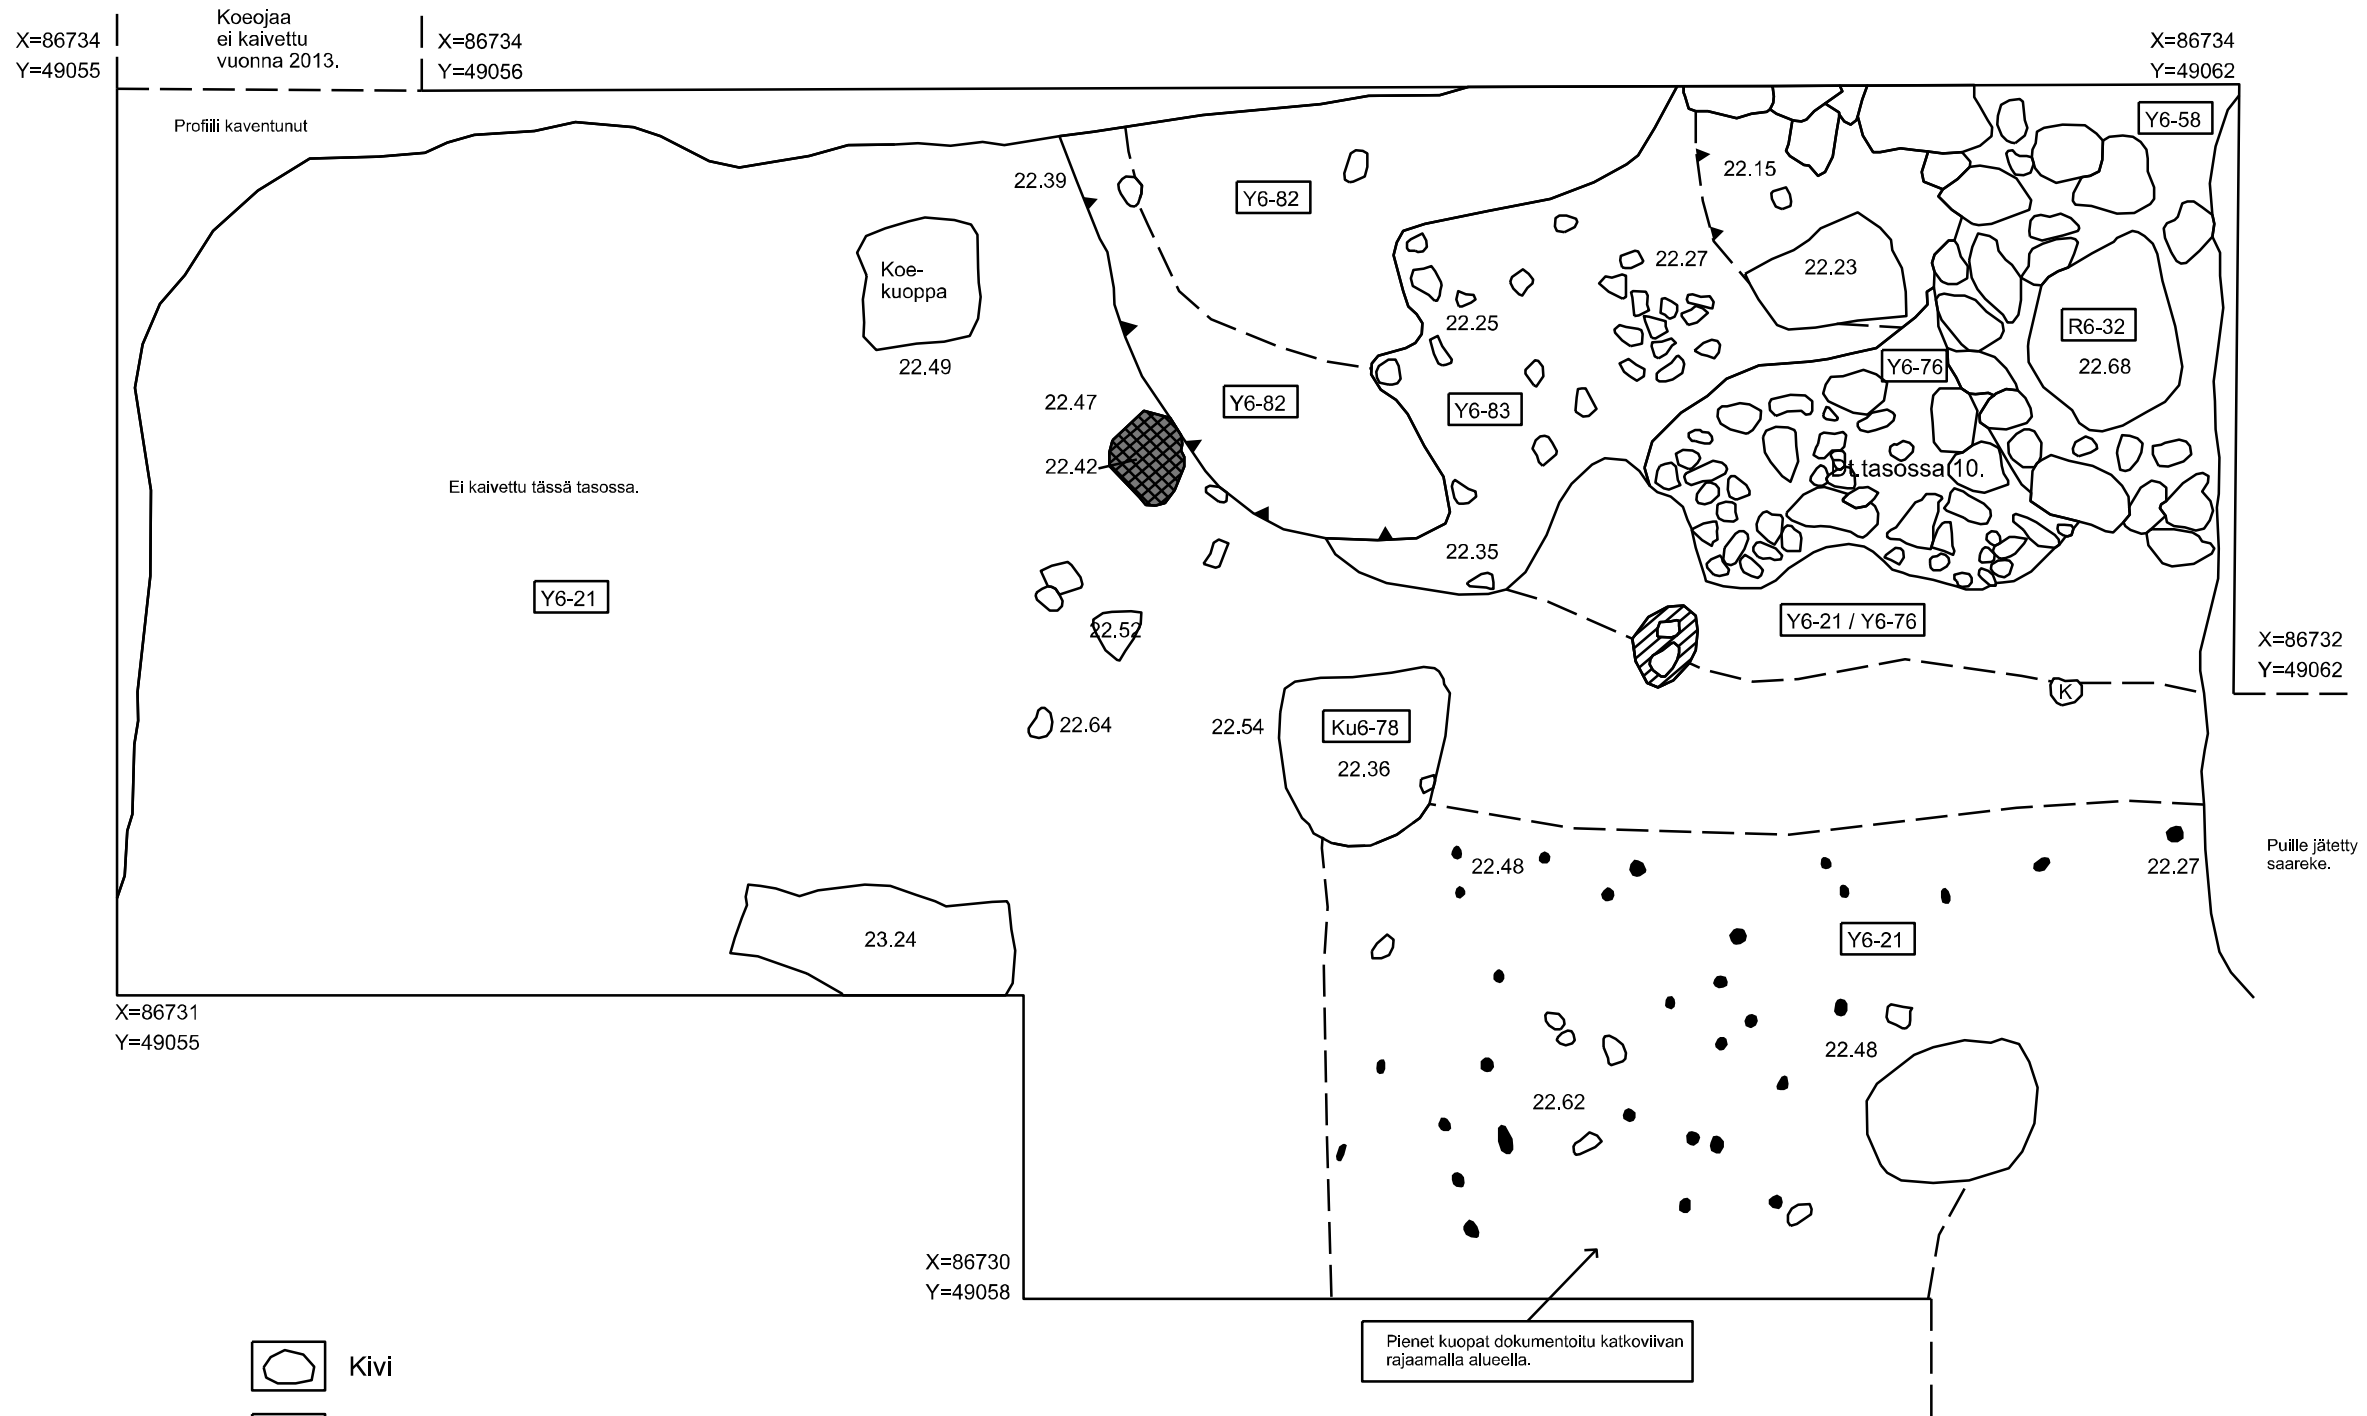 Koeojaa
ei kaivettu
vuonna 2013.
X=86734
Y=49055
X=86734
Y=49056
X=86734
Y=49062
Profiili kaventunut
Y6-58
22.39
22.15
Y6-82
22.27
22.23
Koe-
kuoppa
22.25
R6-32
22.49
Y6-76
22.68
22.47
Y6-82
Y6-83
22.42
Dt.tasossa 10.
Ei kaivettu tässä tasossa.
22.35
Y6-21
Y6-21 / Y6-76
22.52
X=86732
Y=49062
K
22.64
22.54
Ku6-78
22.36
Puille jätetty
saareke.
22.48
22.27
23.24
Y6-21
X=86731
Y=49055
22.48
22.62
X=86730
Y=49058
Pienet kuopat dokumentoitu katkoviivan
rajaamalla alueella.
Kivi